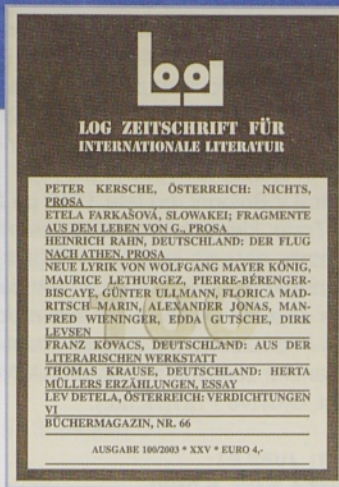 Log
LOG ZEITSCHRIFT FÜR
INTERNATIONALE LITERATUR
PETER KERSCHE, ÖSTERREICH: NICHTS,
PROSA
ETELA FARKAŠOVÁ, SLOWAKEI; FRAGMENTE
AUS DEM LEBEN VON G., PROSA
HEINRICH RAHN, DEUTSCHLAND: DER FLUG
NACH ATHEN, PROSA
NEUE LYRIK VON WOLFGANG MAYER KÖNIG,
MAURICE LETHURGEZ, PIERRE-BÉRENGER-
BISCAYE, GÜNTER ULLMANN, FLORICA MAD-
RITSCH MARIN, ALEXANDER JONAS, MAN-
FRED WIENINGER, EDDA GUTSCHE, DIRK
LEVSEN
FRANZ KOVACS, DEUTSCHLAND: AUS DER
LITERARISCHEN WERKSTATT
THOMAS KRAUSE, DEUTSCHLAND: HERTA
MÜLLERS ERZÄHLUNGEN, ESSAY
LEV DETELA, ÖSTERREICH: VERDICHTUNGEN
VI
BÜCHERMAGAZIN, NR. 66
AUSGABE 100/2003 * XXV * EURO 4,-